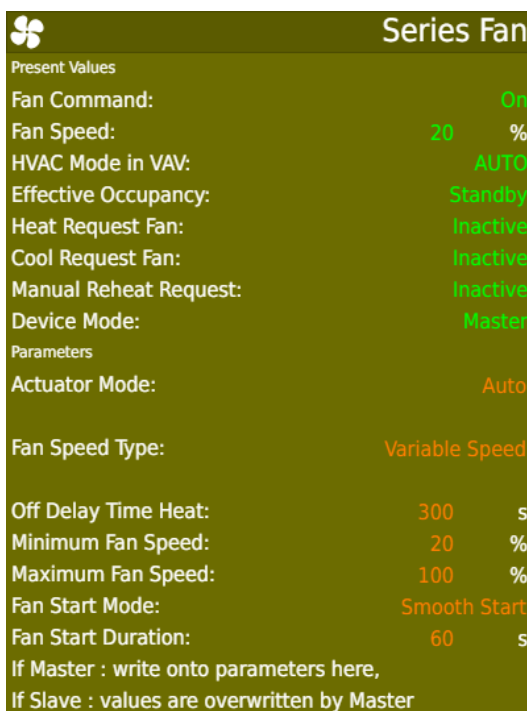 Series Fan
Present Values
Fan Command: On
Fan Speed: 20 %
HVAC Mode in VAV: AUTO
Effective Occupancy: Standby
Heat Request Fan: Inactive
Cool Request Fan: Inactive
Manual Reheat Request: Inactive
Device Mode: Master
Parameters
Actuator Mode: Auto
Fan Speed Type: Variable Speed
Off Delay Time Heat: 300 s
Minimum Fan Speed: 20 %
Maximum Fan Speed: 100 %
Fan Start Mode: Smooth Start
Fan Start Duration: 60 s
If Master : write onto parameters here,
If Slave : values are overwritten by Master